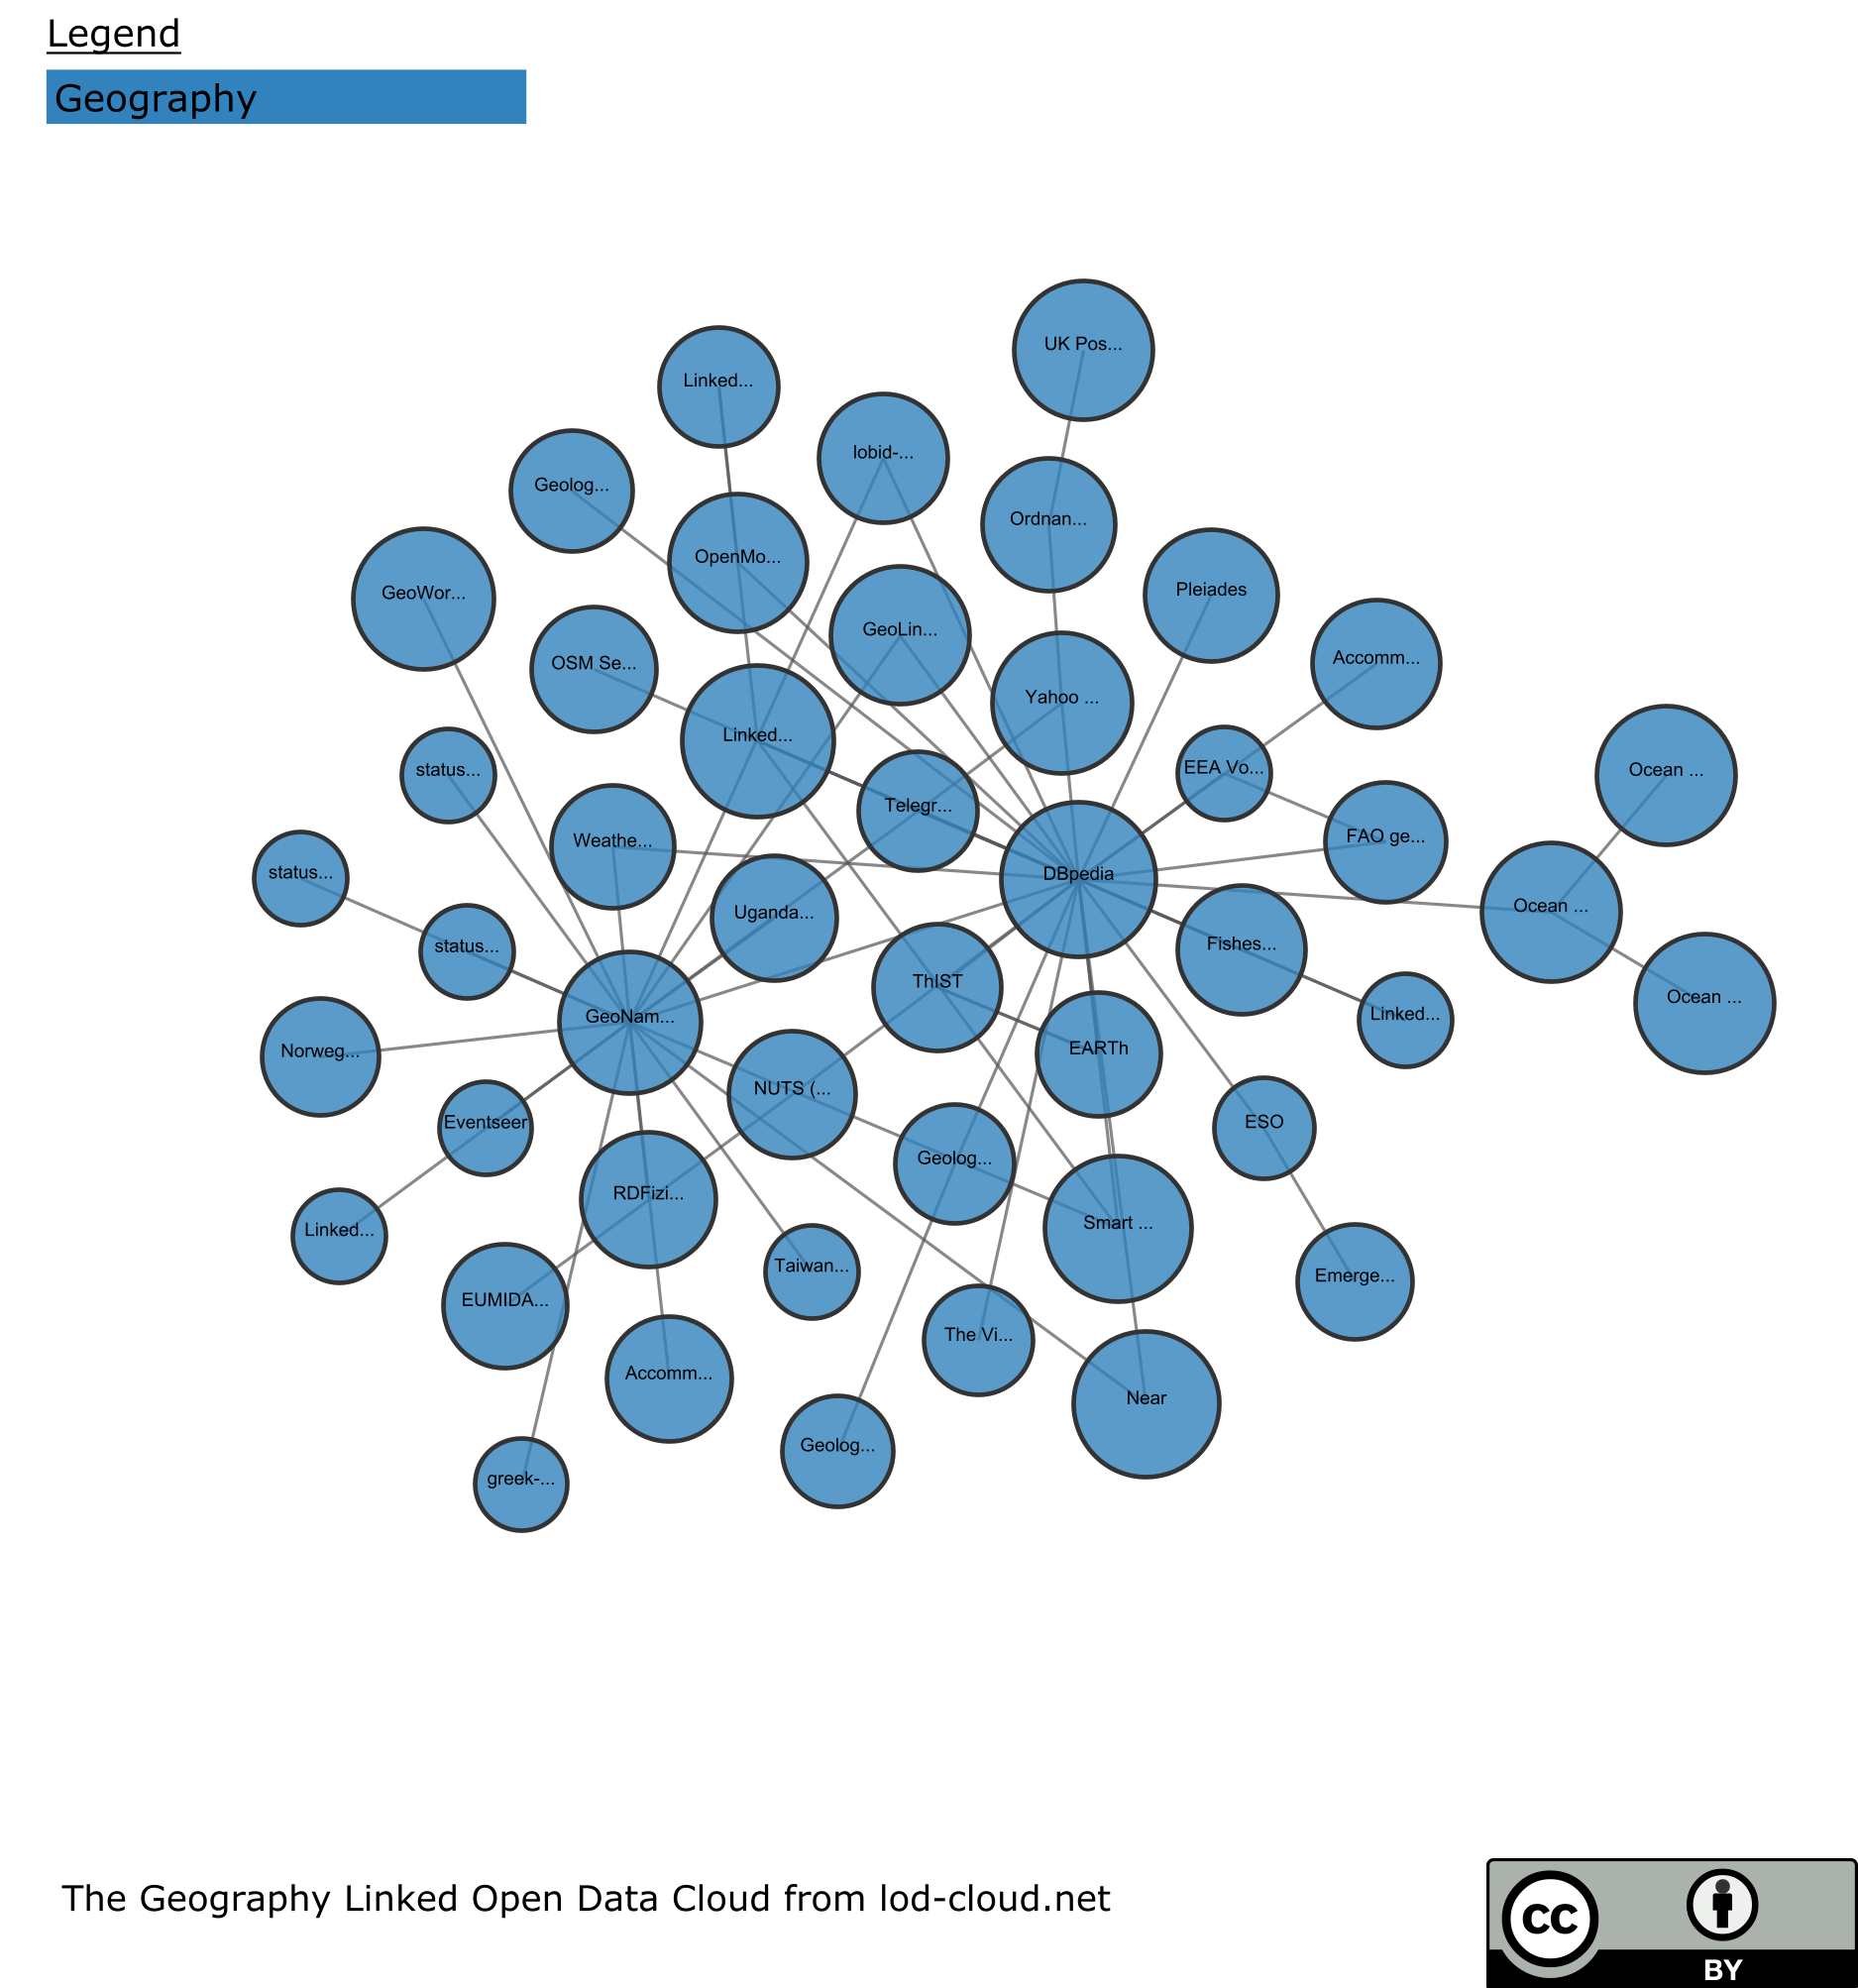 Legend
Geography
UK Pos...
Linked...
lobid-...
Geolog...
Ordnan...
OpenMo...
GeoWor...
Pleiades
GeoLin...
OSM Se...
Accomm...
Yahoo ...
Linked...
status...
EEA Vo...
Ocean ...
Telegr...
Weathe...
FAO ge...
status...
DBpedia
Uganda...
Ocean ...
status...
Fishes...
ThIST
Ocean ...
GeoNam...
Linked...
Norweg...
EARTh
NUTS (...
Eventseer
ESO
Geolog...
RDFizi...
Smart ...
Linked...
Taiwan...
Emerge...
EUMIDA...
The Vi...
Accomm...
Near
Geolog...
greek-...
The Geography Linked Open Data Cloud from lod-cloud.net
cc
BY